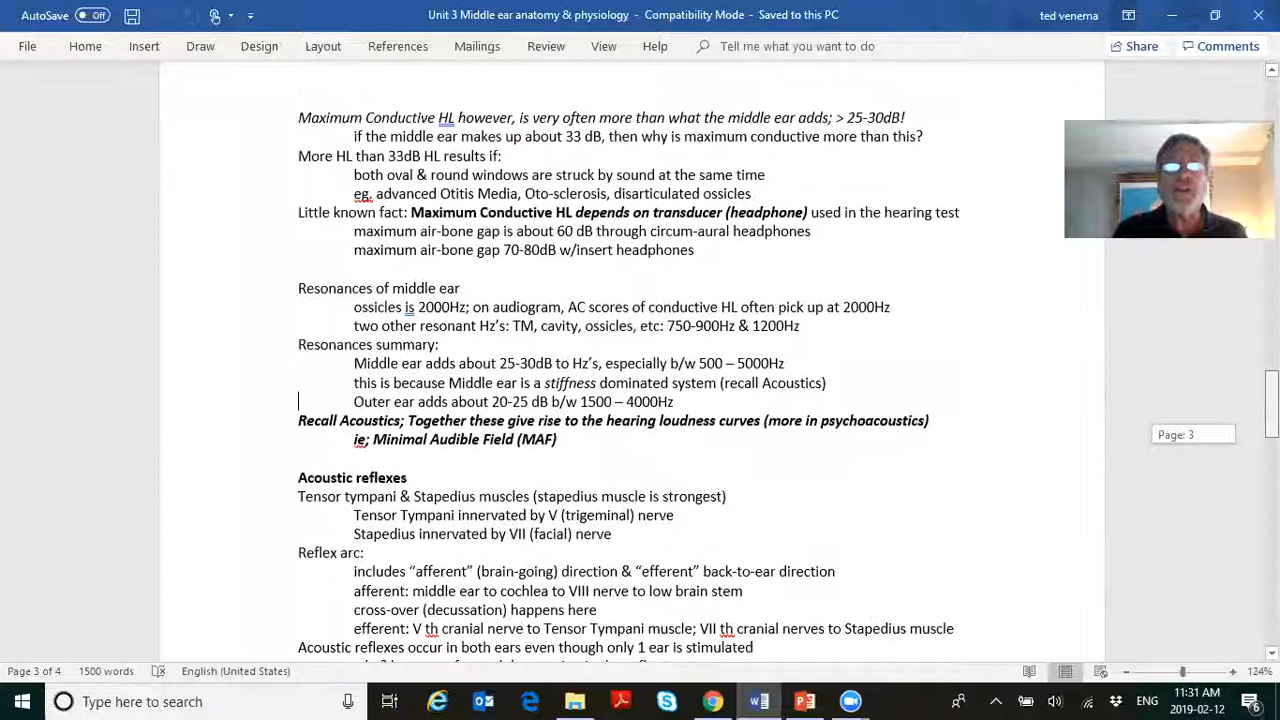 AutoSave Off
Unit 3 Middle ear anatomy & physiology - Compatibility Mode - Saved to this PC
ted venema
File Home Insert Draw Design Layout References Mailings Review View Help Tell me what you want to do Share Comments
Maximum Conductive HL however, is very often more than what the middle ear adds; > 25-30dB!
if the middle ear makes up about 33 dB, then why is maximum conductive more than this?
More HL than 33dB HL results if:
both oval & round windows are struck by sound at the same time
eg, advanced Otitis Media, Oto-sclerosis, disarticulated ossicles
Little known fact: Maximum Conductive HL depends on transducer (headphone) used in the hearing test
maximum air-bone gap is about 60 dB through circum-aural headphones
maximum air-bone gap 70-80dB w/insert headphones
Resonances of middle ear
ossicles is 2000Hz; on audiogram, AC scores of conductive HL often pick up at 2000Hz
two other resonant Hz's: TM, cavity, ossicles, etc: 750-900Hz & 1200Hz
Resonances summary:
Middle ear adds about 25-30dB to Hz's, especially b/w 500 – 5000Hz
this is because Middle ear is a stiffness dominated system (recall Acoustics)
Outer ear adds about 20-25 dB b/w 1500 – 4000Hz
Recall Acoustics; Together these give rise to the hearing loudness curves (more in psychoacoustics)
ie; Minimal Audible Field (MAF)
Page: 3
Acoustic reflexes
Tensor tympani & Stapedius muscles (stapedius muscle is strongest)
Tensor Tympani innervated by V (trigeminal) nerve
Stapedius innervated by VII (facial) nerve
Reflex arc:
includes “afferent” (brain-going) direction & “efferent” back-to-ear direction
afferent: middle ear to cochlea to VIII nerve to low brain stem
cross-over (decussation) happens here
efferent: V th cranial nerve to Tensor Tympani muscle; VII th cranial nerves to Stapedius muscle
Acoustic reflexes occur in both ears even though only 1 ear is stimulated
Page 3 of 4 1500 words English (United States) 124%
Type here to search
ENG
11:31 AM
2019-02-12
6